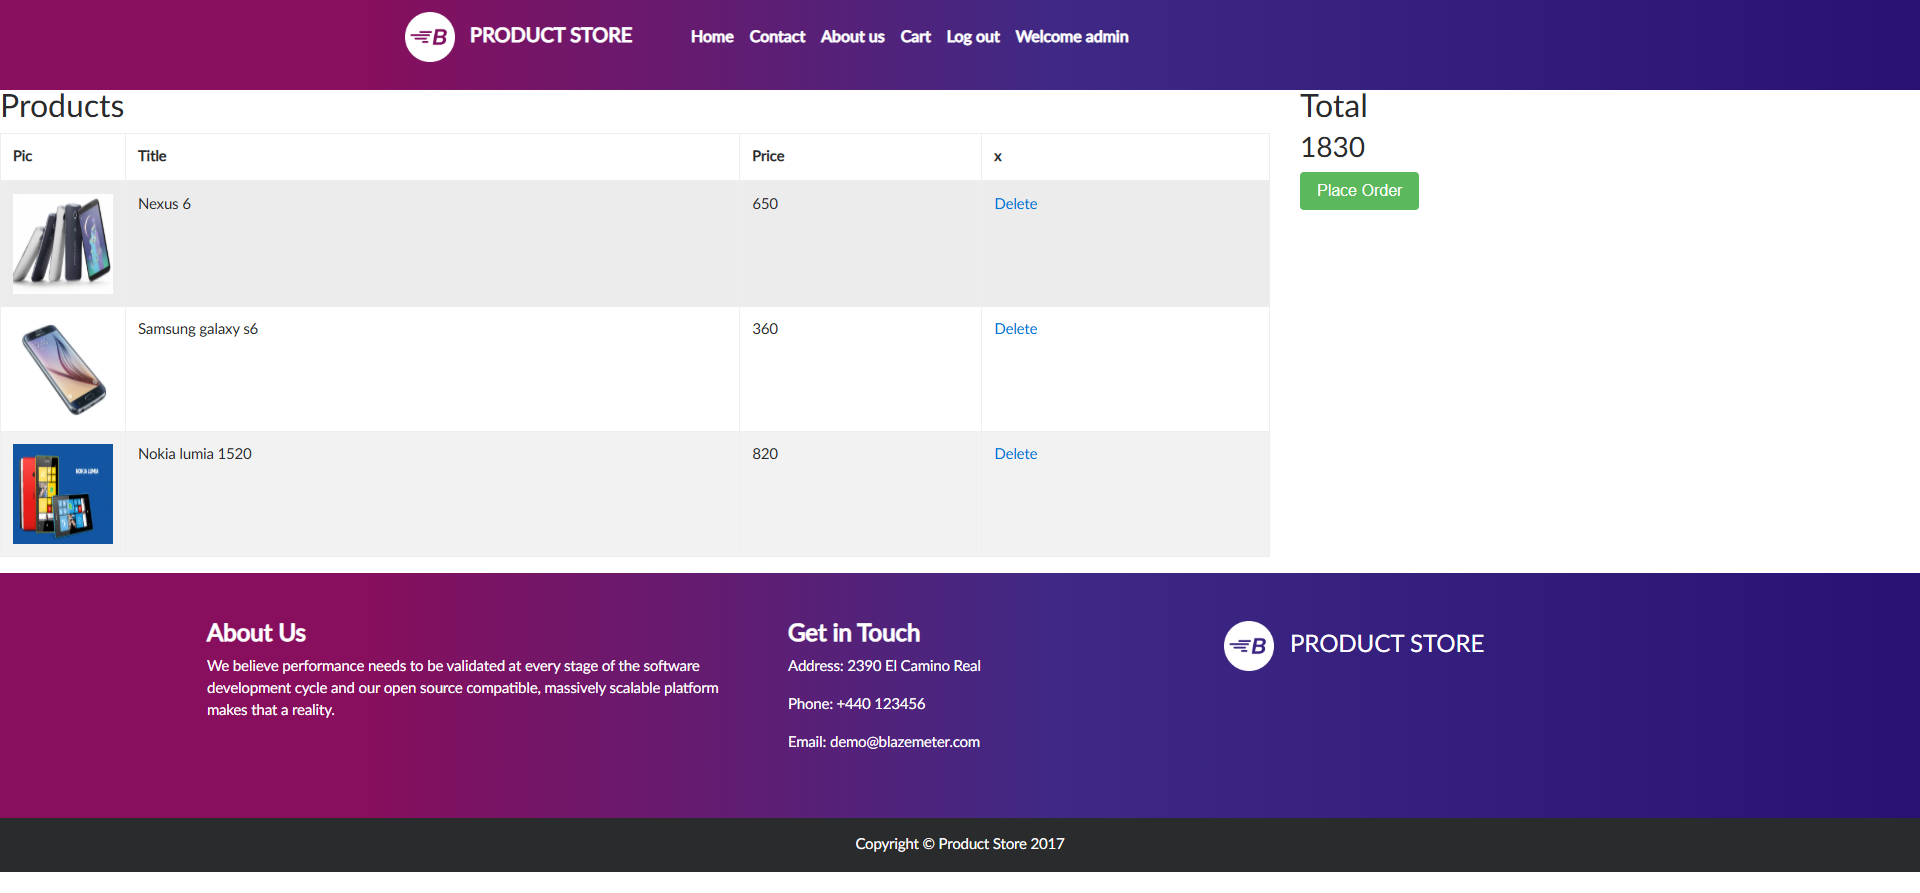 B PRODUCT STORE Home Contact About us Cart Log out Welcome admin
Products
Pic Title Price x
Nexus 6 650 Delete
Samsung galaxy s6 360 Delete
NOKIA LUMIA
Nokia lumia 1520 820 Delete
Total
1830
Place Order
About Us
We believe performance needs to be validated at every stage of the software
development cycle and our open source compatible, massively scalable platform
makes that a reality.
Get in Touch
Address: 2390 El Camino Real
Phone: +440 123456
Email: demo@blazemeter.com
B PRODUCT STORE
Copyright © Product Store 2017